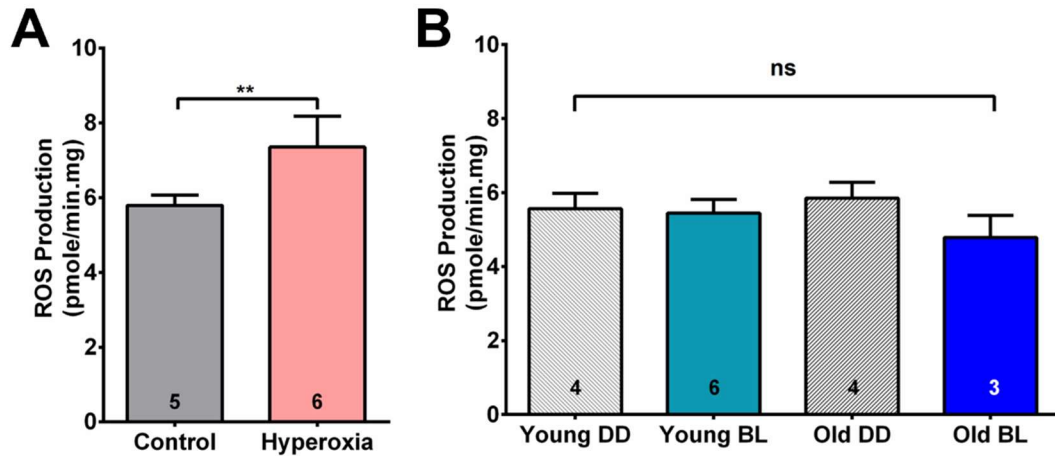 A
ROS Production
(pmole/min.mg)
10
8
6
4
2
0
**
5
6
Control
Hyperoxia
B
ROS Production
(pmole/min.mg)
10
8
6
4
2
0
ns
4
6
4
3
Young DD
Young BL
Old DD
Old BL